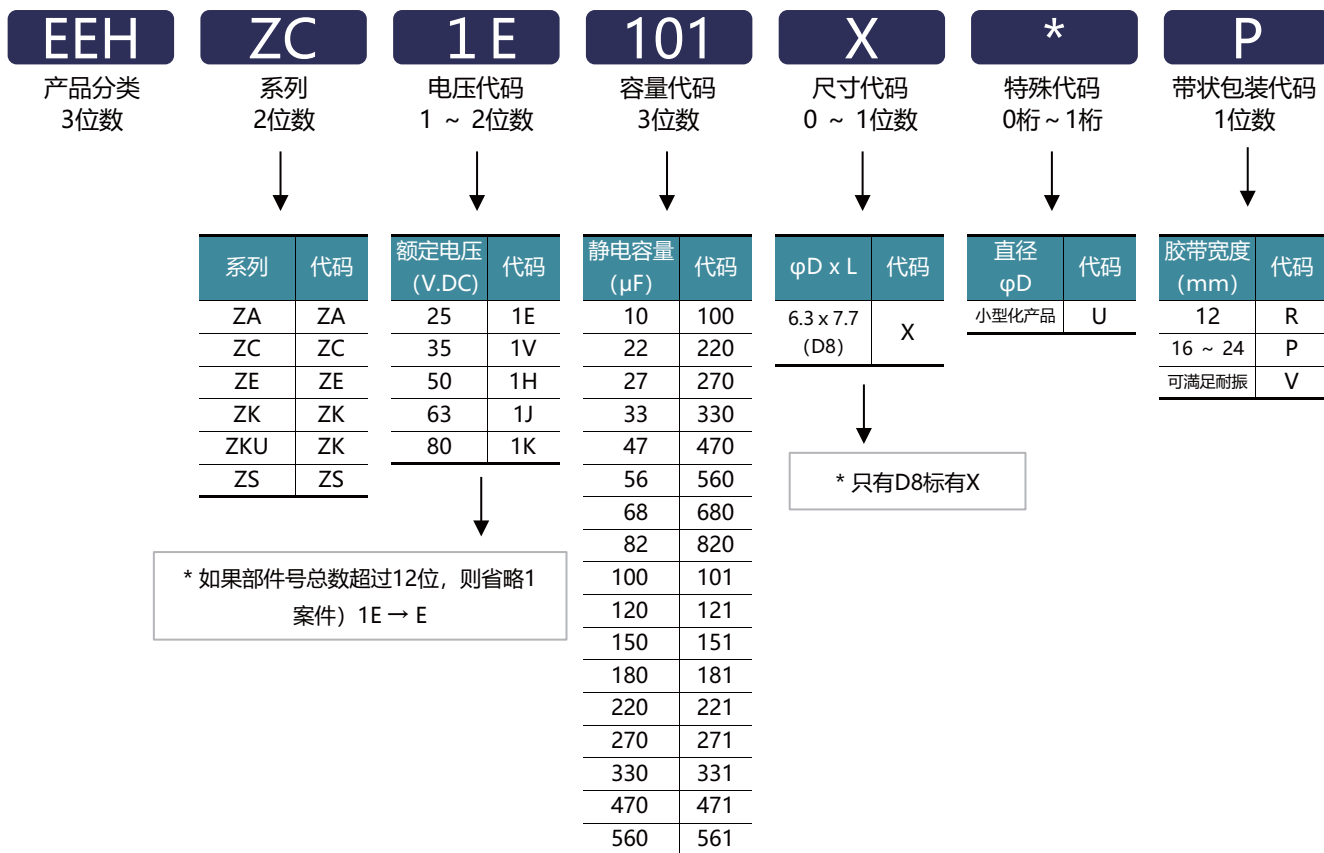 EEH ZC 1E 101 X * P
产品分类 系列 电压代码 容量代码 尺寸代码 特殊代码 带状包装代码
3位数 2位数 1 ~ 2位数 3位数 0 ~ 1位数 0桁~1桁 1位数
系列 代码
ZA ZA
ZC ZC
ZE ZE
ZK ZK
ZKU ZK
ZS ZS
额定电压
(V.DC) 代码
25 1E
35 1V
50 1H
63 1J
80 1K
* 如果部件号总数超过12位，则省略1
案件）1E → E
静电容量
(μF) 代码
10 100
22 220
27 270
33 330
47 470
56 560
68 680
82 820
100 101
120 121
150 151
180 181
220 221
270 271
330 331
470 471
560 561
φD x L 代码
6.3 x 7.7
(D8) X
* 只有D8标有X
直径
φD 代码
小型化产品 U
胶带宽度
(mm) 代码
12 R
16 ~ 24 P
可满足耐振 V